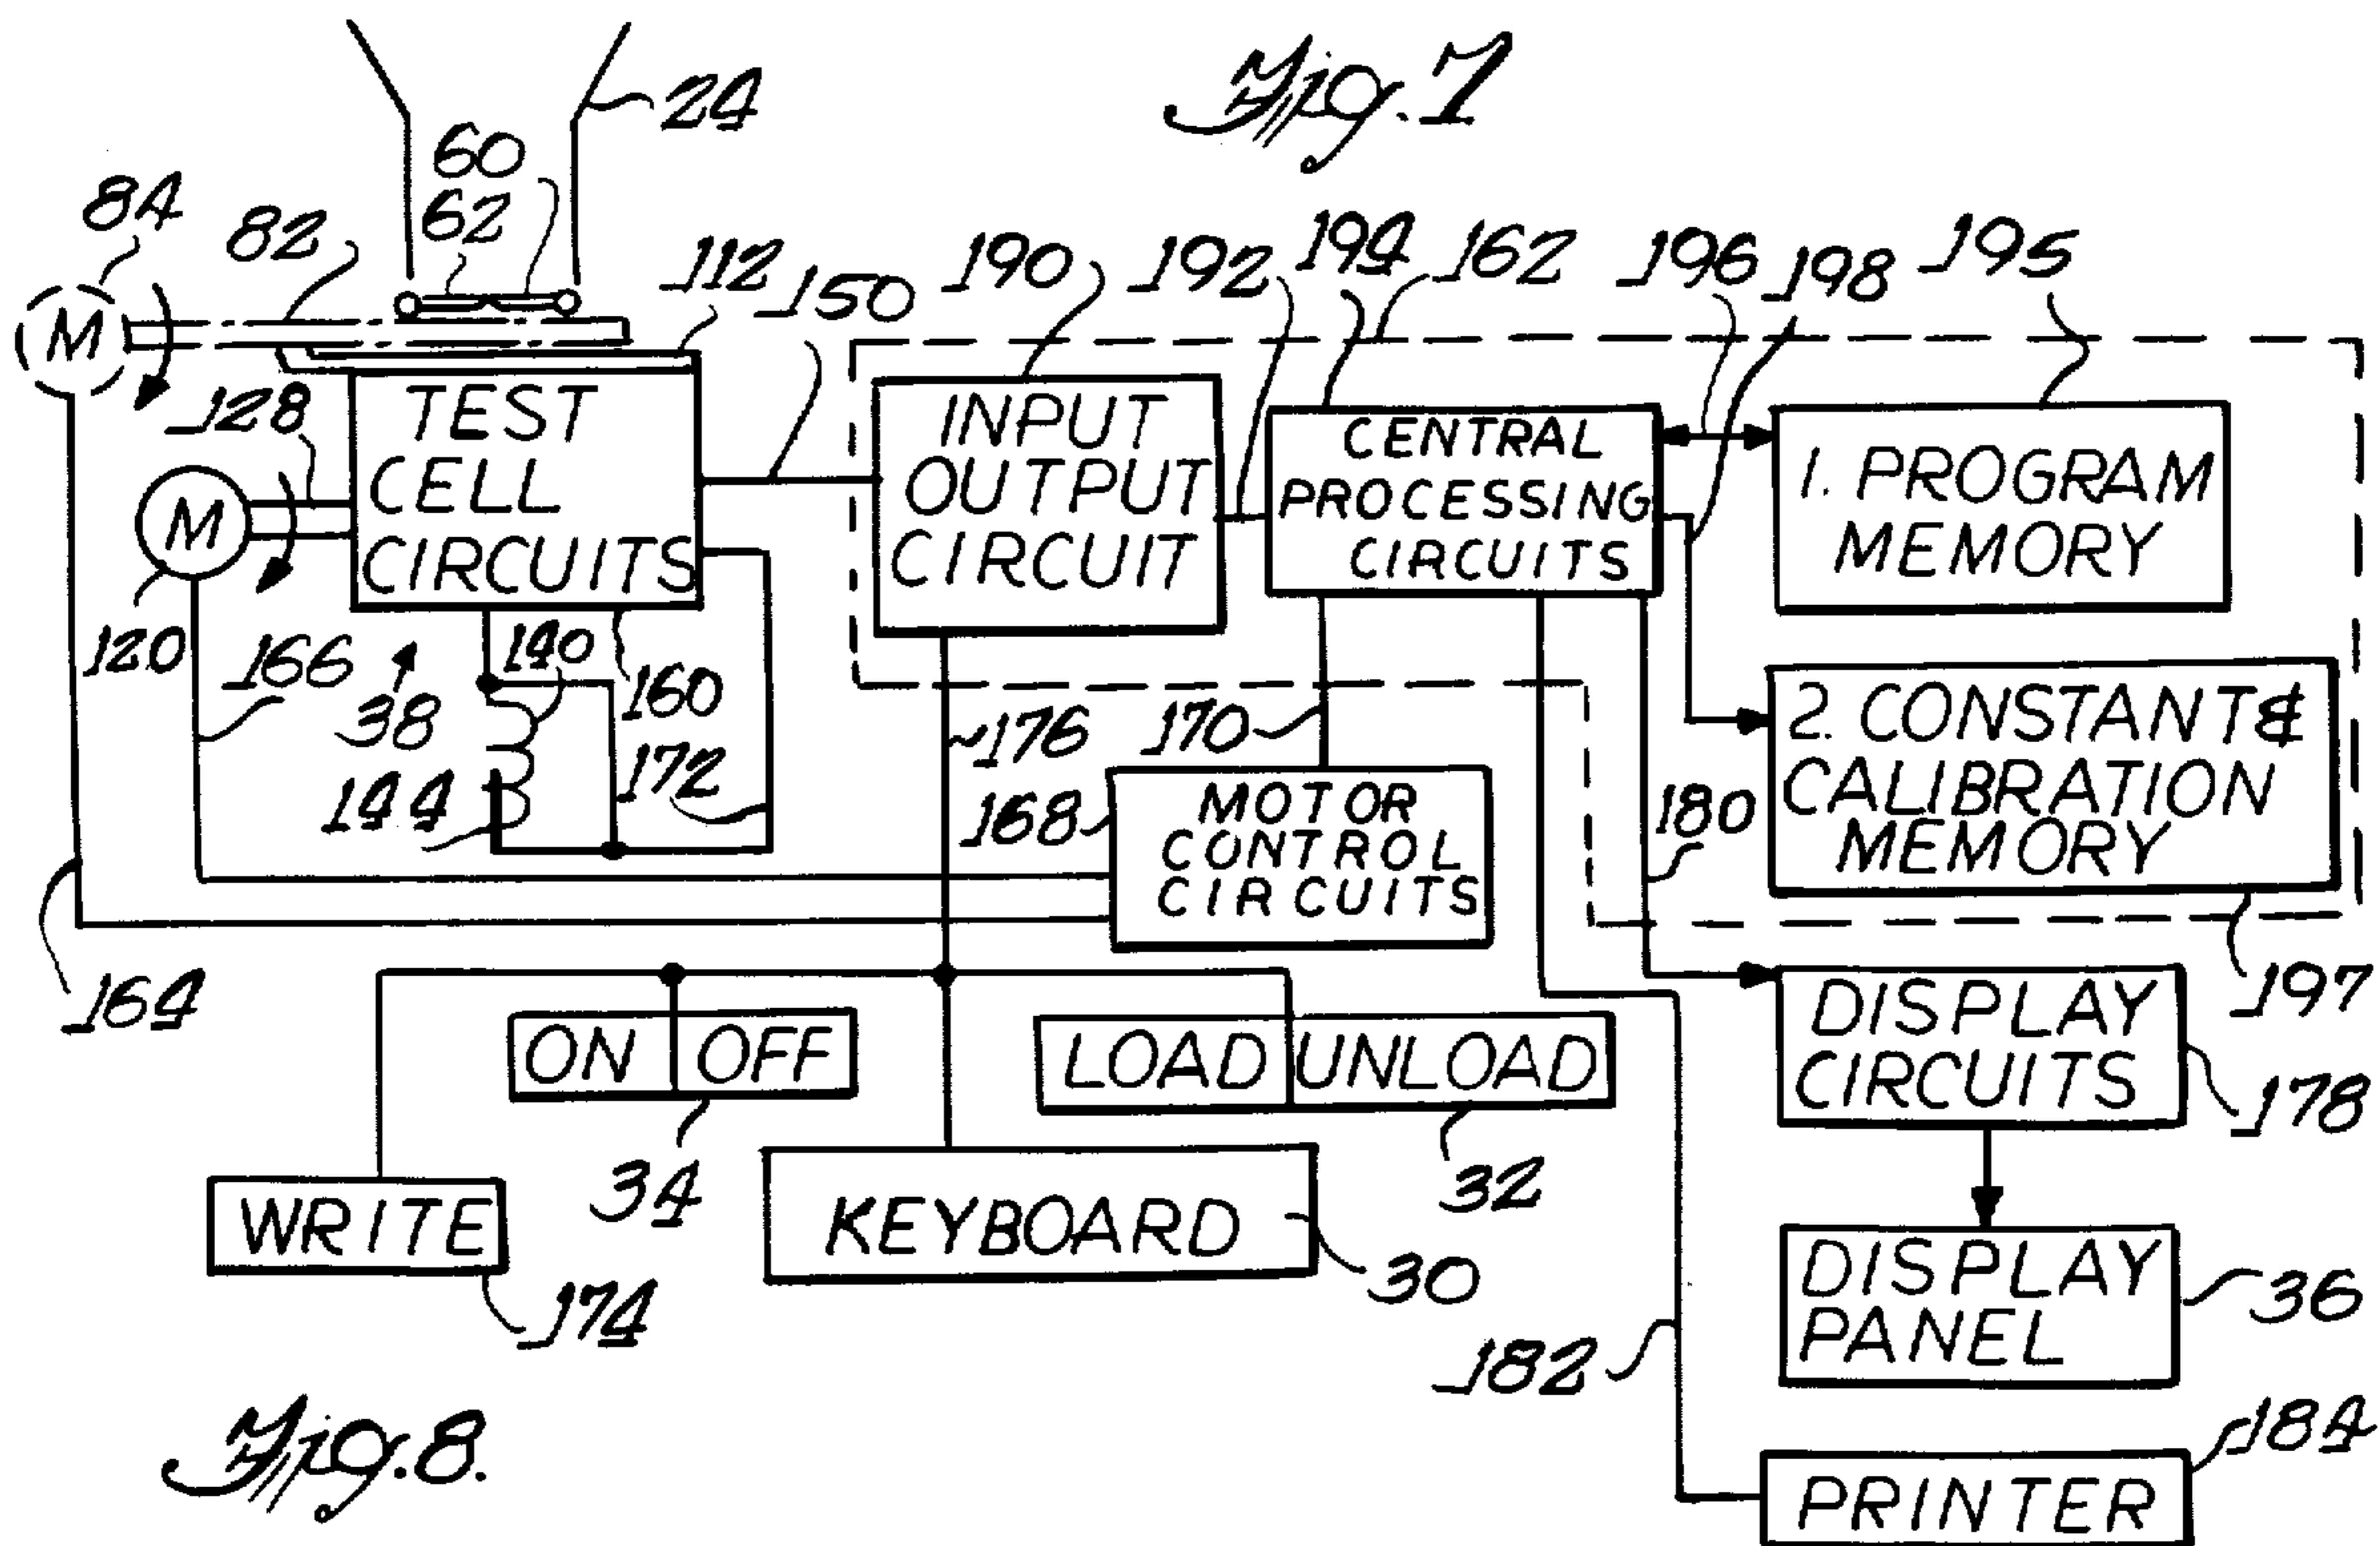 Fig. 7
24
60
62
84
82
112
150
190
192
194
162
196
198
195
M
TEST
CELL
CIRCUITS
INPUT
OUTPUT
CIRCUIT
CENTRAL
PROCESSING
CIRCUITS
1. PROGRAM
MEMORY
128
M
120
166
38
140
160
144
172
176
170
168
MOTOR
CONTROL
CIRCUITS
180
2. CONSTANT &
CALIBRATION
MEMORY
197
164
ON
OFF
34
LOAD
UNLOAD
32
DISPLAY
CIRCUITS
178
WRITE
174
KEYBOARD
30
DISPLAY
PANEL
36
182
184
PRINTER
Fig. 8.